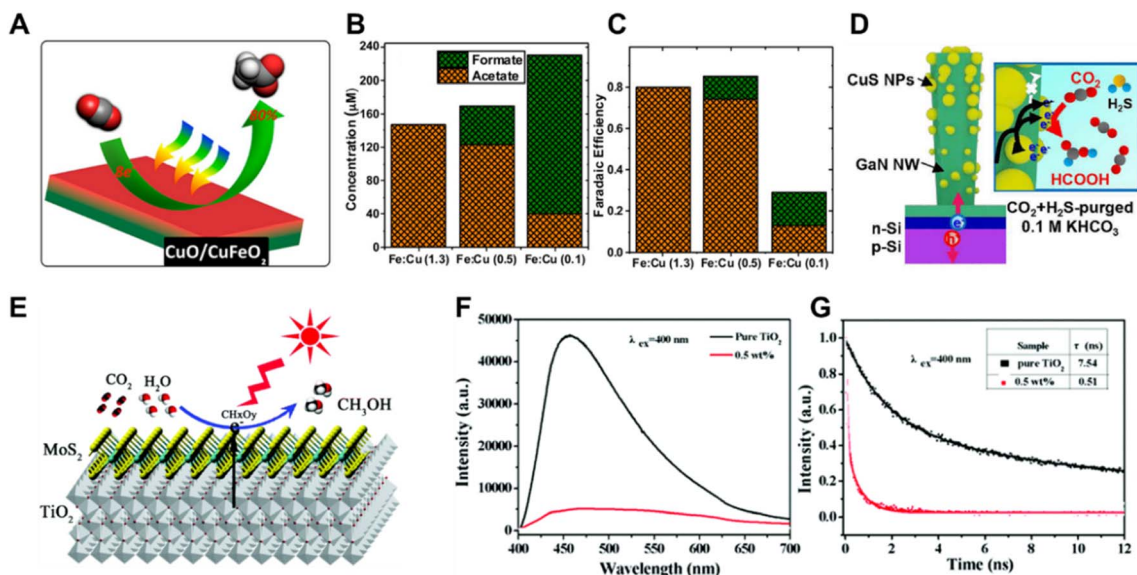 A
8e⁻
80%
CuO/CuFeO₂
B
Concentration (μM)
240
200
160
120
80
40
0
Formate
Acetate
Fe:Cu (1.3) Fe:Cu (0.5) Fe:Cu (0.1)
C
Faradaic Efficiency
0.8
0.6
0.4
0.2
0.0
Fe:Cu (1.3) Fe:Cu (0.5) Fe:Cu (0.1)
D
CuS NPs
GaN NW
n-Si
p-Si
e⁻
h⁺
CO₂
H₂S
e⁻
e⁻
e⁻
e⁻
HCOOH
CO₂+H₂S-purged
0.1 M KHCO₃
E
CO₂ H₂O
CHxOy
e⁻
CH₃OH
MoS₂
TiO₂
F
Intensity (a.u.)
50000
40000
30000
20000
10000
0
λ ex=400 nm
Pure TiO₂
0.5 wt%
400 450 500 550 600 650 700
Wavelength (nm)
G
Intensity (a.u.)
1.0
0.8
0.6
0.4
0.2
0.0
λ ex=400 nm
Sample τ (ns)
pure TiO₂ 7.54
0.5 wt% 0.51
0 2 4 6 8 10 12
Time (ns)